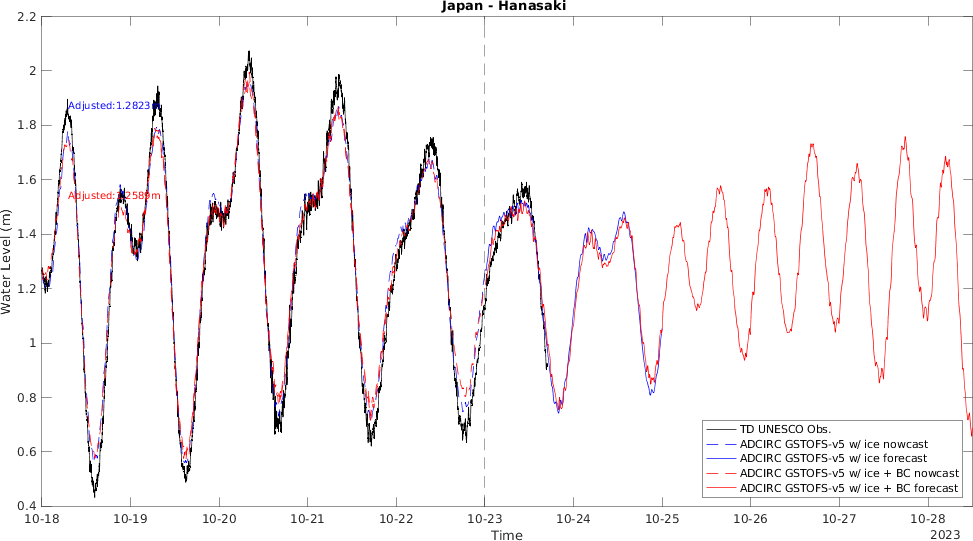 Japan - Hanasaki
Water Level (m)
2.2
2
1.8
1.6
1.4
1.2
1
0.8
0.6
0.4
Adjusted:1.2823m
Adjusted:1.2589m
TD UNESCO Obs.
ADCIRC GSTOFS-v5 w/ ice nowcast
ADCIRC GSTOFS-v5 w/ ice forecast
ADCIRC GSTOFS-v5 w/ ice + BC nowcast
ADCIRC GSTOFS-v5 w/ ice + BC forecast
10-18 10-19 10-20 10-21 10-22 10-23 10-24 10-25 10-26 10-27 10-28
2023
Time